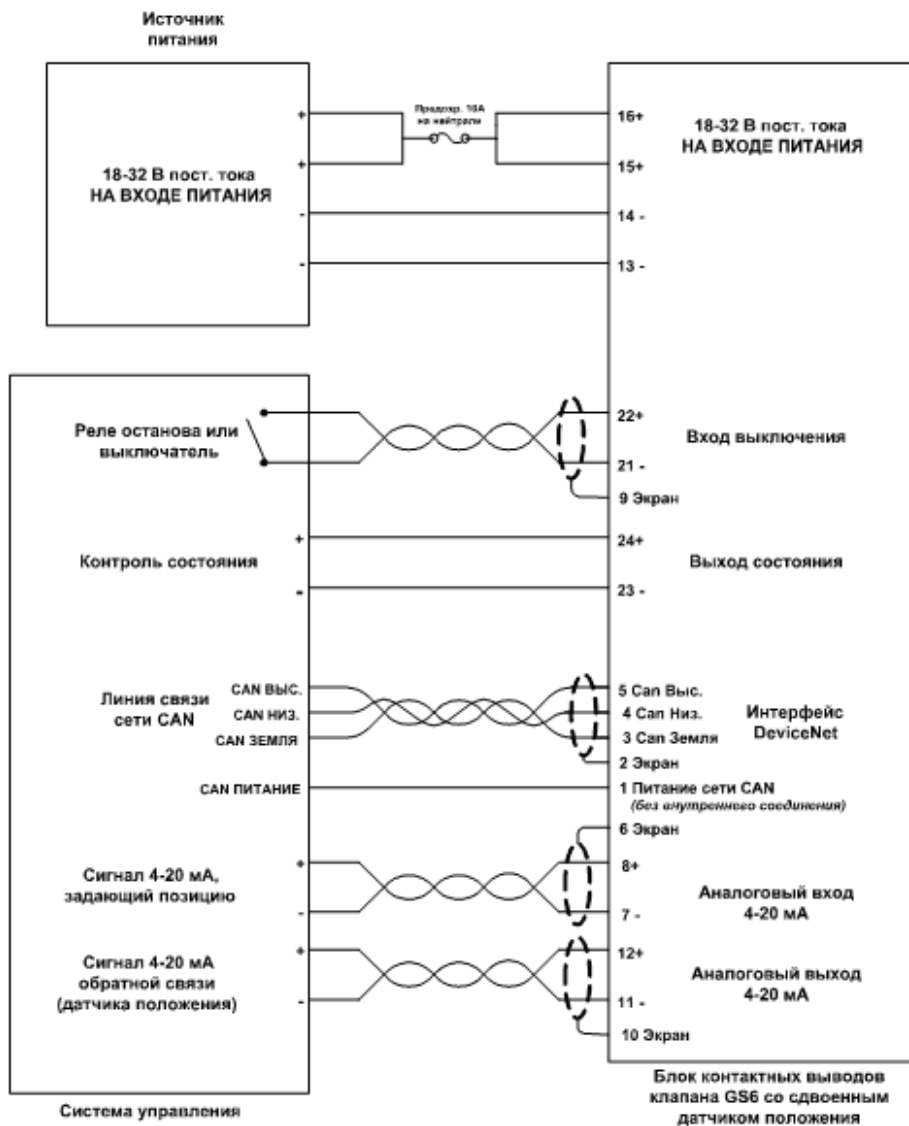 Источник
питания
18-32 В пост. тока
НА ВХОДЕ ПИТАНИЯ
+
+
-
-
Предохр. 10А
на нейтрали
16+
15+
14 -
13 -
18-32 В пост. тока
НА ВХОДЕ ПИТАНИЯ
Реле останова или
выключатель
22+
21 -
9 Экран
Вход выключения
Контроль состояния
+
-
24+
23 -
Выход состояния
Линия связи
сети CAN
CAN ВЫС.
CAN НИЗ.
CAN ЗЕМЛЯ
CAN ПИТАНИЕ
5 Can Выс.
4 Can Низ.
3 Can Земля
2 Экран
1 Питание сети CAN
(без внутреннего соединения)
6 Экран
Интерфейс
DeviceNet
Сигнал 4-20 мА,
задающий позицию
+
-
8+
7 -
Аналоговый вход
4-20 мА
Сигнал 4-20 мА
обратной связи
(датчика положения)
+
-
12+
11 -
10 Экран
Аналоговый выход
4-20 мА
Система управления
Блок контактных выводов
клапана GS6 со сдвоенным
датчиком положения